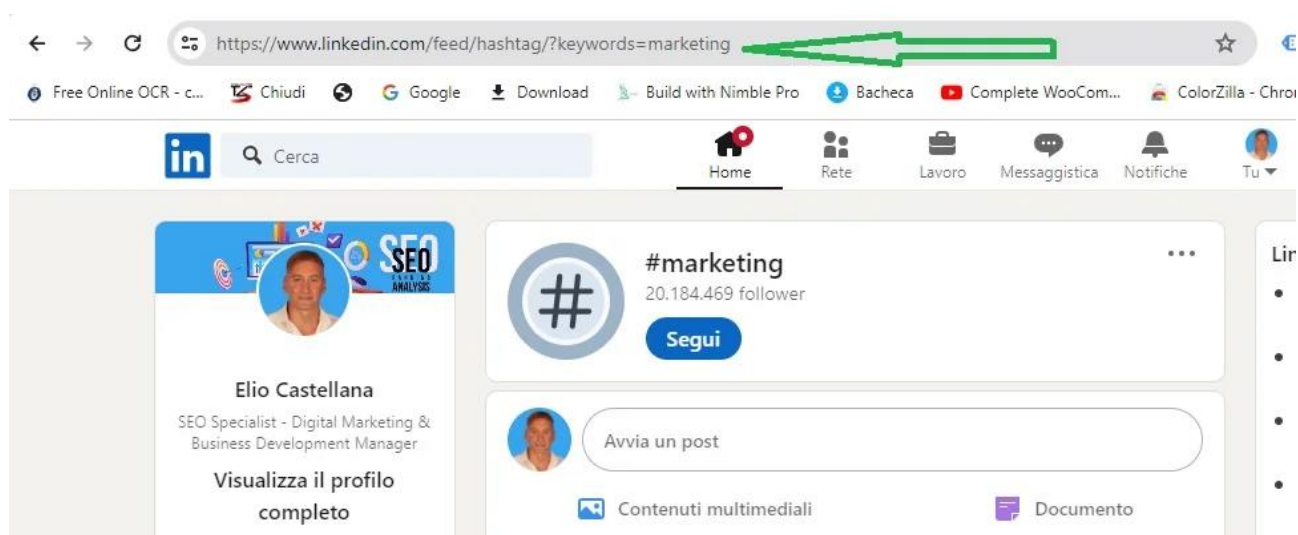 https://www.linkedin.com/feed/hashtag/?keywords=marketing
Free Online OCR - c... Chiudi Google Download Build with Nimble Pro Bacheca Complete WooCom... ColorZilla - Chro
in Cerca Home Rete Lavoro Messaggistica Notifiche Tu
SEO
ANALYSIS
Elio Castellana
SEO Specialist - Digital Marketing &
Business Development Manager
Visualizza il profilo
completo
#
#marketing
20.184.469 follower
Segui
Avvia un post
Contenuti multimediali Documento
Lin